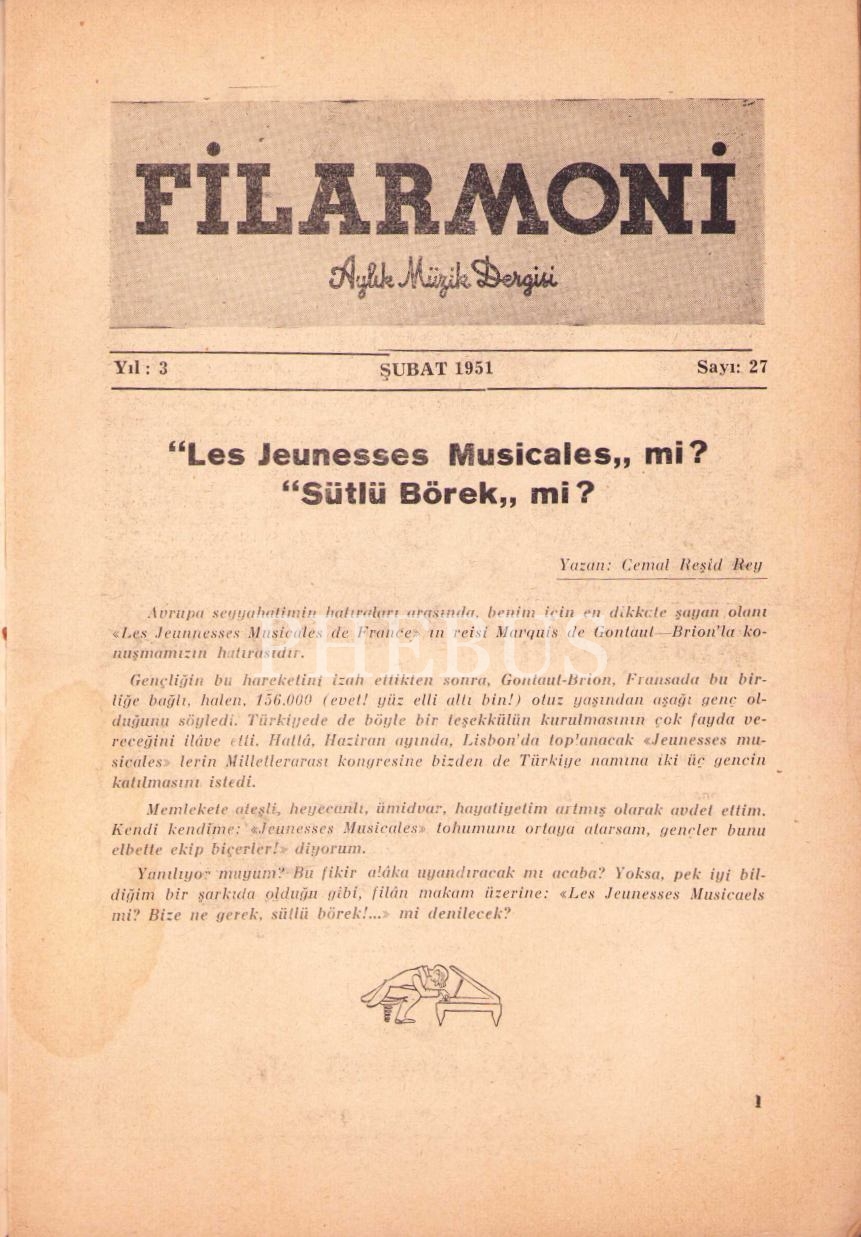 FİLARMONİ
Aylık Müzik Dergisi
Yıl : 3 ŞUBAT 1951 Sayı: 27
“Les Jeunesses Musicales„ mi?
“Sütlü Börek„ mi?
Yazan: Cemal Reşid Rey
Avrupa seyyahatimin hatıraları arasında, benim için en dikkate şayan olanı
«Les Jeunnesses Musicales de France» ın reisi Marquis de Gontaut—Brion'la ko-
nuşmamızın hatırasıdır.
Gençliğin bu hareketini izah ettikten sonra, Gontaut-Brion, Fransada bu bir-
liğe bağlı, halen, 156.000 (evet! yüz elli altı bin!) otuz yaşından aşağı genç ol-
duğunu söyledi. Türkiyede de böyle bir teşekkülün kurulmasının çok fayda ve-
receğini ilâve etti. Hattâ, Haziran ayında, Lisbon'da top'anacak «Jeunesses mu-
sicales» lerin Milletlerarası kongresine bizden de Türkiye namına iki üç gencin
katılmasını istedi.
Memlekete ateşli, heyecanlı, ümidvar, hayatiyetim artmış olarak avdet ettim.
Kendi kendime: «Jeunesses Musicales» tohumunu ortaya atarsam, gençler bunu
elbette ekip biçerler!» diyorum.
Yanılıyor muyum? Bu fikir alâka uyandıracak mı acaba? Yoksa, pek iyi bil-
diğim bir şarkıda olduğu gibi, filân makam üzerine: «Les Jeunesses Musicaels
mi? Bize ne gerek, sütlü börek!...» mi denilecek?
PHEBUS
1